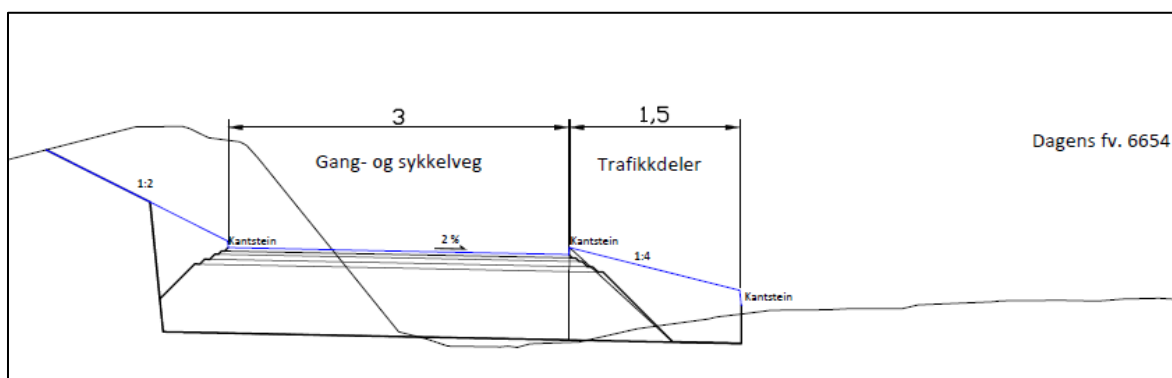 3
1,5
Dagens fv. 6654
Gang- og sykkelveg
Trafikkdeler
1:2
Kantstein
2 %
Kantstein
1:4
Kantstein